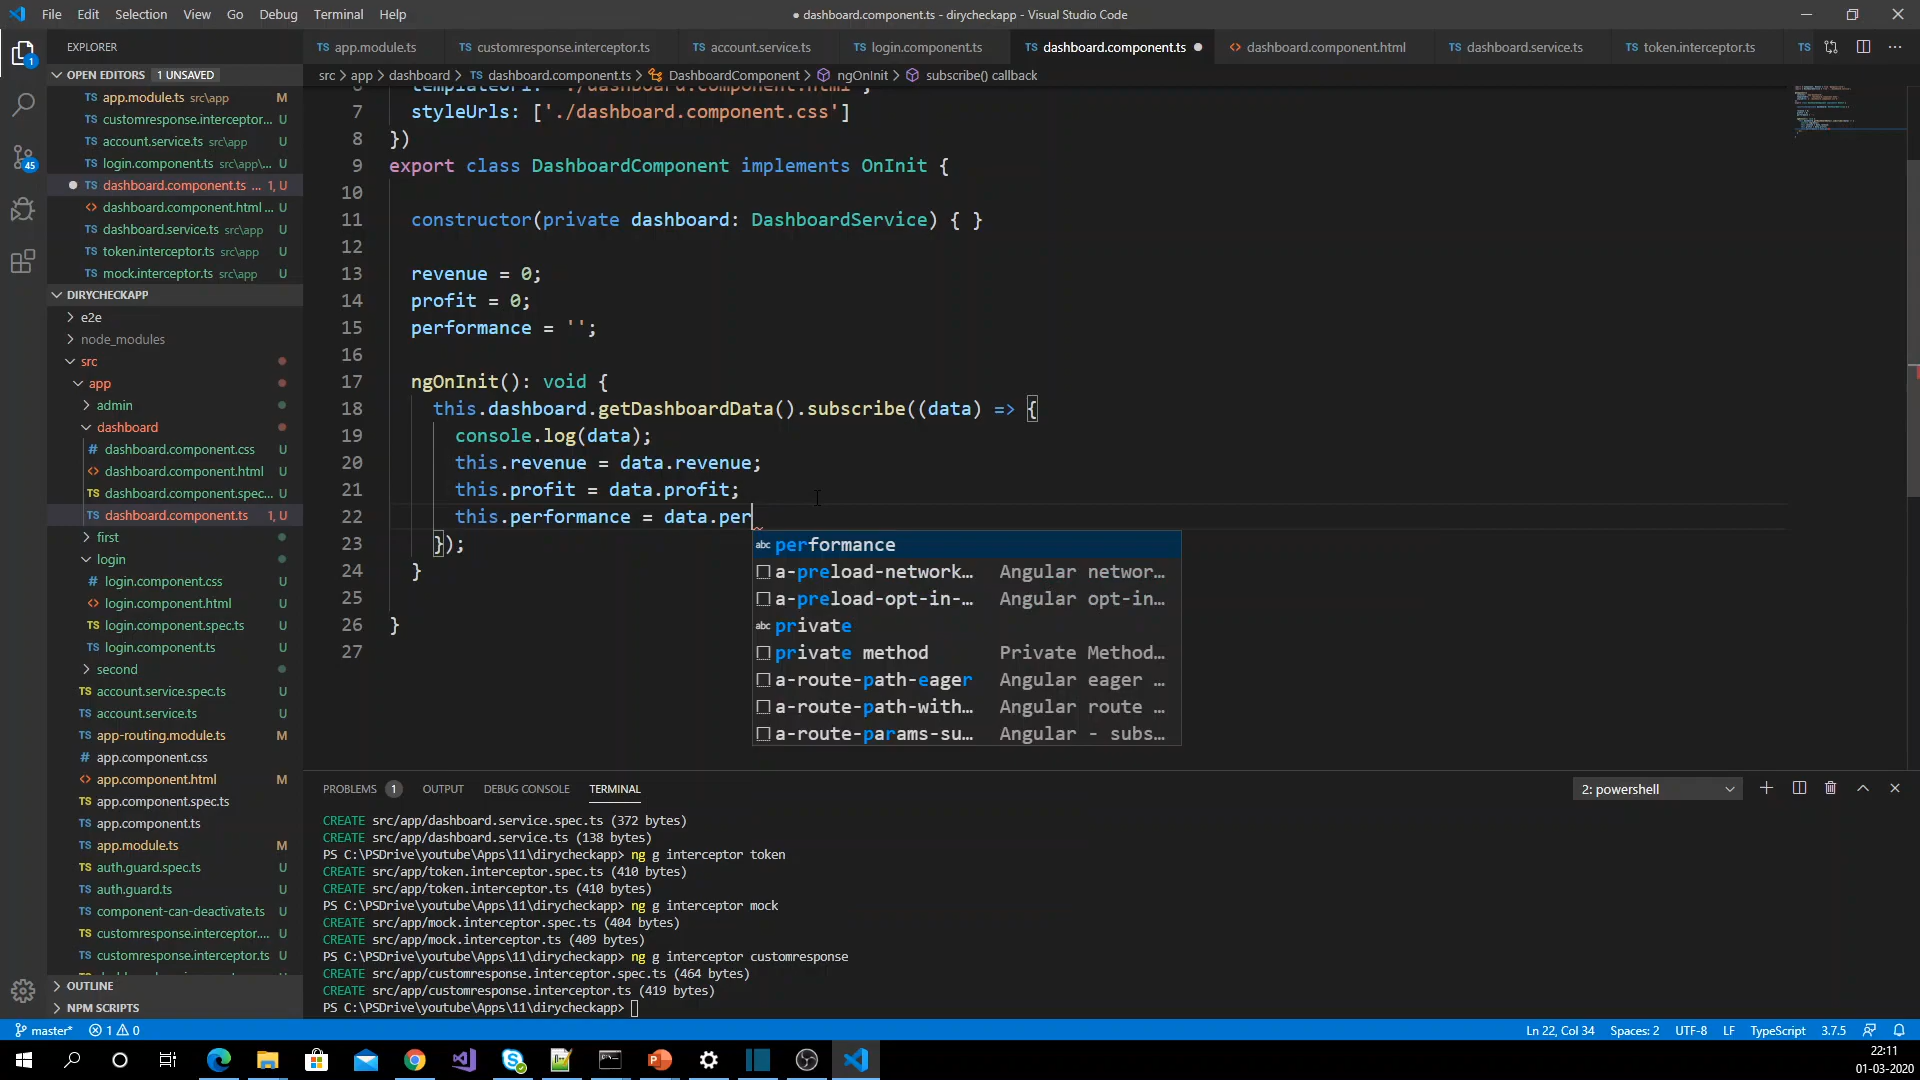 File Edit Selection View Go Debug Terminal Help
● dashboard.component.ts - dirycheckapp - Visual Studio Code
EXPLORER
TS app.module.ts
TS customresponse.interceptor.ts
TS account.service.ts
TS login.component.ts
TS dashboard.component.ts ●
<> dashboard.component.html
TS dashboard.service.ts
TS token.interceptor.ts
TS
OPEN EDITORS 1 UNSAVED
src > app > dashboard > TS dashboard.component.ts > DashboardComponent > ngOnInit > subscribe() callback
TS app.module.ts src\app M
TS customresponse.interceptor... U
TS account.service.ts src\app U
TS login.component.ts src\app\... U
● TS dashboard.component.ts ... 1, U
<> dashboard.component.html ... U
TS dashboard.service.ts src\app U
TS token.interceptor.ts src\app U
TS mock.interceptor.ts src\app U
DIRYCHECKAPP
> e2e
> node_modules
src
app
> admin
dashboard
# dashboard.component.css U
<> dashboard.component.html U
TS dashboard.component.spec... U
TS dashboard.component.ts 1, U
> first
login
# login.component.css U
<> login.component.html U
TS login.component.spec.ts U
TS login.component.ts U
> second
TS account.service.spec.ts U
TS account.service.ts U
TS app-routing.module.ts M
# app.component.css
<> app.component.html M
TS app.component.spec.ts
TS app.component.ts
TS app.module.ts M
TS auth.guard.spec.ts U
TS auth.guard.ts U
TS component-can-deactivate.ts U
TS customresponse.interceptor.... U
TS customresponse.interceptor.ts U
> OUTLINE
> NPM SCRIPTS
6 templateUrl: './dashboard.component.html',
7 styleUrls: ['./dashboard.component.css']
8 })
9 export class DashboardComponent implements OnInit {
10
11 constructor(private dashboard: DashboardService) { }
12
13 revenue = 0;
14 profit = 0;
15 performance = '';
16
17 ngOnInit(): void {
18 this.dashboard.getDashboardData().subscribe((data) => {
19 console.log(data);
20 this.revenue = data.revenue;
21 this.profit = data.profit;
22 this.performance = data.per
23 });
24 }
25
26 }
27
abc performance
a-preload-network… Angular networ…
a-preload-opt-in-… Angular opt-in…
abc private
private method Private Method…
a-route-path-eager Angular eager …
a-route-path-with… Angular route …
a-route-params-su… Angular - subs…
PROBLEMS 1 OUTPUT DEBUG CONSOLE TERMINAL
2: powershell
CREATE src/app/dashboard.service.spec.ts (372 bytes)
CREATE src/app/dashboard.service.ts (138 bytes)
PS C:\PSDrive\youtube\Apps\11\dirycheckapp> ng g interceptor token
CREATE src/app/token.interceptor.spec.ts (410 bytes)
CREATE src/app/token.interceptor.ts (410 bytes)
PS C:\PSDrive\youtube\Apps\11\dirycheckapp> ng g interceptor mock
CREATE src/app/mock.interceptor.spec.ts (404 bytes)
CREATE src/app/mock.interceptor.ts (409 bytes)
PS C:\PSDrive\youtube\Apps\11\dirycheckapp> ng g interceptor customresponse
CREATE src/app/customresponse.interceptor.spec.ts (464 bytes)
CREATE src/app/customresponse.interceptor.ts (419 bytes)
PS C:\PSDrive\youtube\Apps\11\dirycheckapp>
master* 1 0
Ln 22, Col 34 Spaces: 2 UTF-8 LF TypeScript 3.7.5
22:11
01-03-2020
1
45